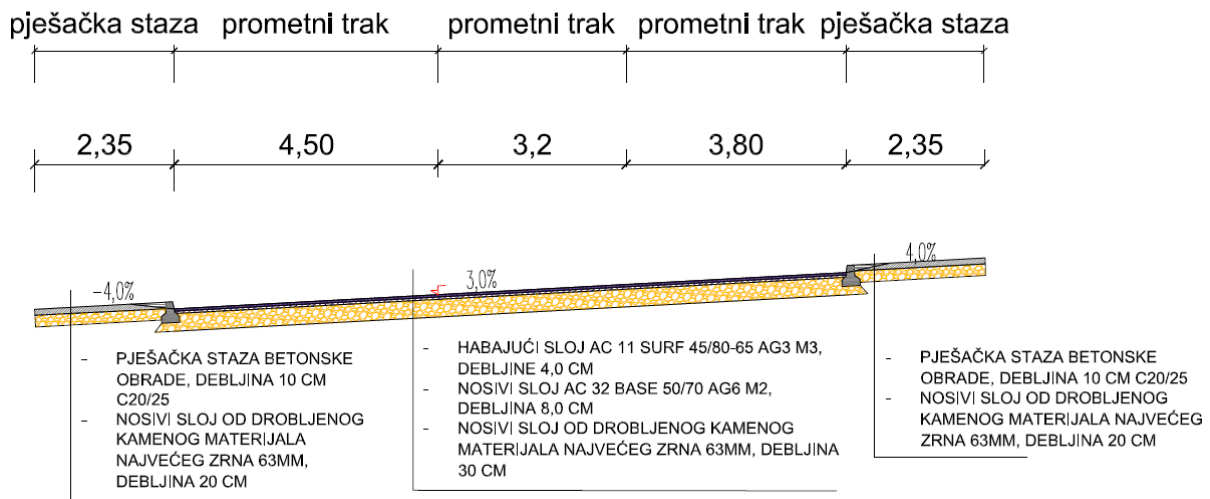 pješačka staza prometni trak prometni trak prometni trak pješačka staza
2,35 4,50 3,2 3,80 2,35
-4,0% 3,0% 4,0%
- PJEŠAČKA STAZA BETONSKE
OBRADE, DEBLJINA 10 CM
C20/25
- NOSIVI SLOJ OD DROBLJENOG
KAMENOG MATERIJALA
NAJVEĆEG ZRNA 63MM,
DEBLJINA 20 CM
- HABAJUĆI SLOJ AC 11 SURF 45/80-65 AG3 M3,
DEBLJINE 4,0 CM
- NOSIVI SLOJ AC 32 BASE 50/70 AG6 M2,
DEBLJINA 8,0 CM
- NOSIVI SLOJ OD DROBLJENOG KAMENOG
MATERIJALA NAJVEĆEG ZRNA 63MM, DEBLJINA
30 CM
- PJEŠAČKA STAZA BETONSKE
OBRADE, DEBLJINA 10 CM C20/25
- NOSIVI SLOJ OD DROBLJENOG
KAMENOG MATERIJALA NAJVEĆEG
ZRNA 63MM, DEBLJINA 20 CM